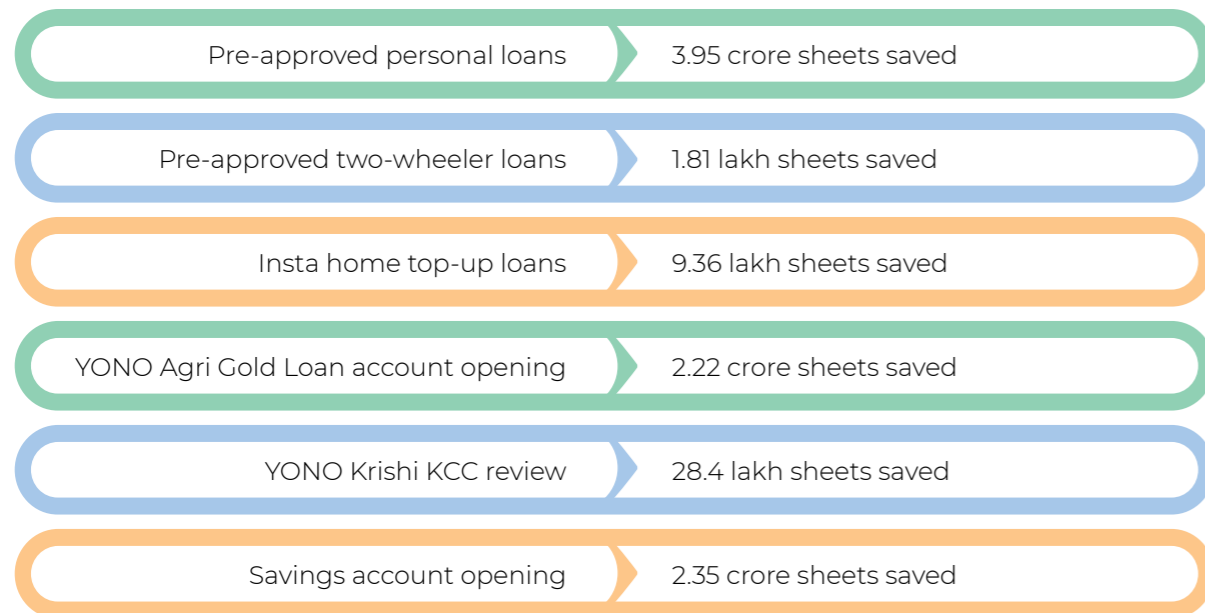 Pre-approved personal loans 3.95 crore sheets saved
Pre-approved two-wheeler loans 1.81 lakh sheets saved
Insta home top-up loans 9.36 lakh sheets saved
YONO Agri Gold Loan account opening 2.22 crore sheets saved
YONO Krishi KCC review 28.4 lakh sheets saved
Savings account opening 2.35 crore sheets saved